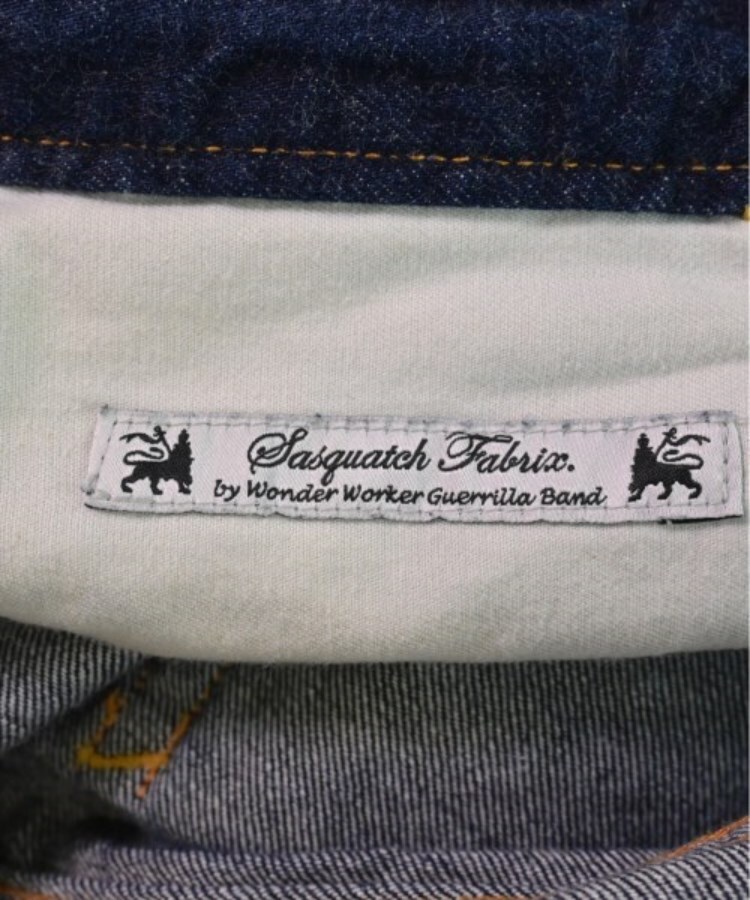 Sasquatch Fabrix.
by Wonder Worker Guerrilla Band